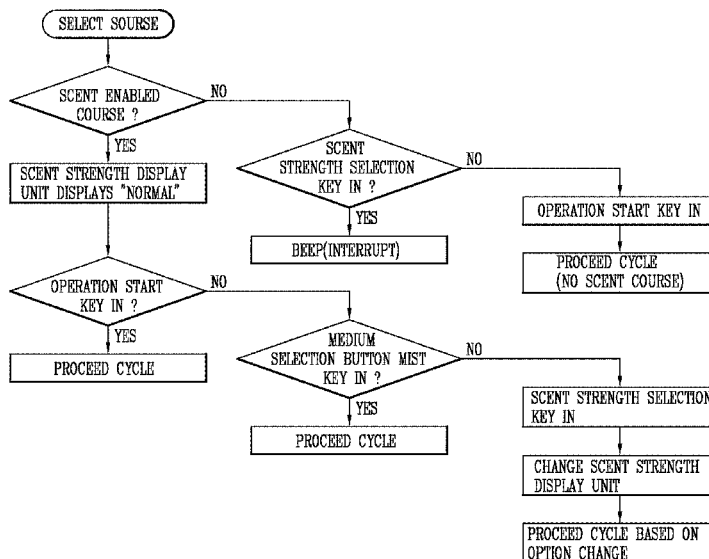 SELECT SOURSE
SCENT ENABLED
COURSE ?
NO
YES
SCENT STRENGTH DISPLAY
UNIT DISPLAYS "NORMAL"
SCENT
STRENGTH SELECTION
KEY IN ?
NO
YES
BEEP(INTERRUPT)
OPERATION START KEY IN
PROCEED CYCLE
(NO SCENT COURSE)
OPERATION START
KEY IN ?
NO
YES
PROCEED CYCLE
MEDIUM
SELECTION BUTTON MIST
KEY IN ?
NO
YES
PROCEED CYCLE
SCENT STRENGTH SELECTION
KEY IN
CHANGE SCENT STRENGTH
DISPLAY UNIT
PROCEED CYCLE BASED ON
OPTION CHANGE